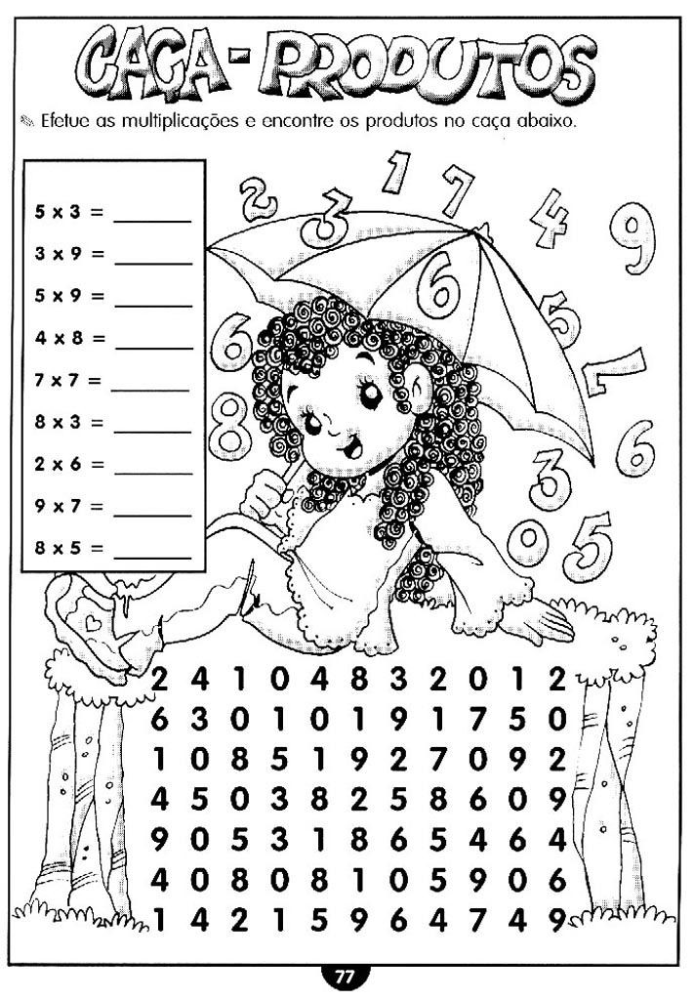 CAÇA-PRODUTOS
Efetue as multiplicações e encontre os produtos no caça abaixo.
5 x 3 = ______
3 x 9 = ______
5 x 9 = ______
4 x 8 = ______
7 x 7 = ______
8 x 3 = ______
2 x 6 = ______
9 x 7 = ______
8 x 5 = ______
2 3 1 7 4 9
6 6 5 1
8 3 6
0 5
2 4 1 0 4 8 3 2 0 1 2
6 3 0 1 0 1 9 1 7 5 0
1 0 8 5 1 9 2 7 0 9 2
4 5 0 3 8 2 5 8 6 0 9
9 0 5 3 1 8 6 5 4 6 4
4 0 8 0 8 1 0 5 9 0 6
1 4 2 1 5 9 6 4 7 4 9
77